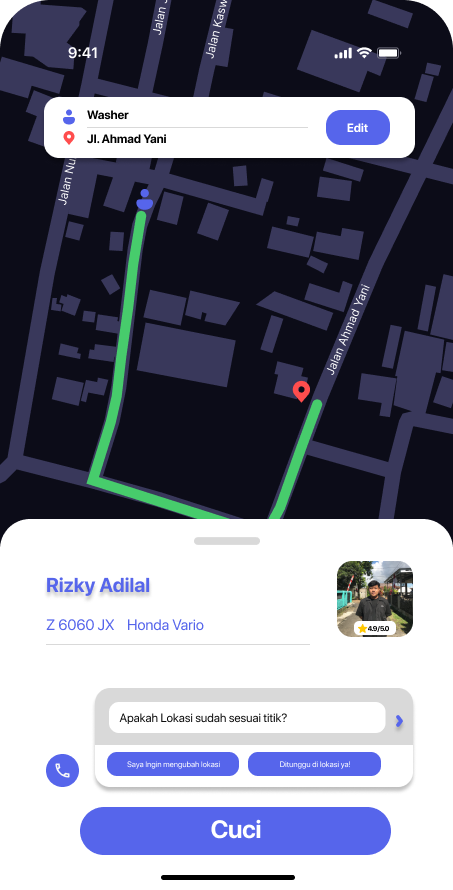 Jalan J
Jalan Kasw
9:41
Washer
Edit
Jl. Ahmad Yani
Jalan Nu
Jalan Ahmad Yani
Rizky Adilal
4.9/5.0
Z 6060 JX Honda Vario
Apakah Lokasi sudah sesuai titik?
Saya Ingin mengubah lokasi
Ditunggu di lokasi ya!
Cuci